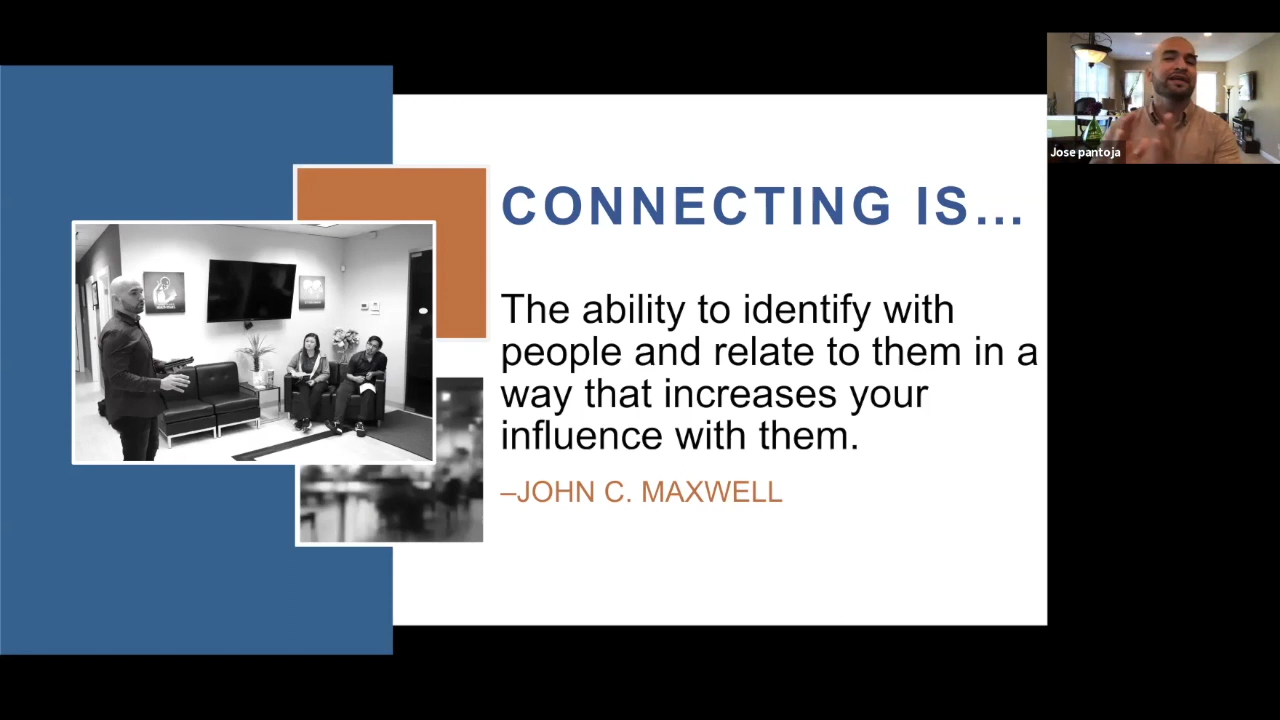 CONNECTING IS...
The ability to identify with
people and relate to them in a
way that increases your
influence with them.
–JOHN C. MAXWELL
Jose pantoja